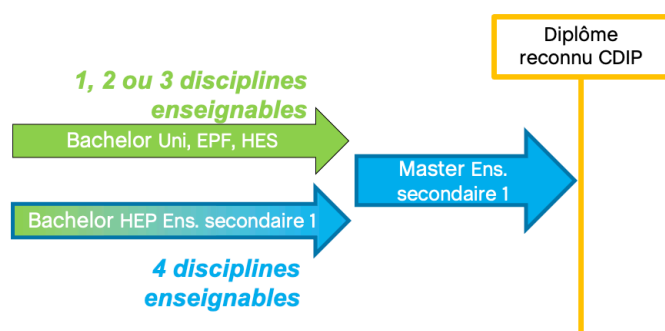 Diplôme
reconnu CDIP
1, 2 ou 3 disciplines
enseignables
Bachelor Uni, EPF, HES
Master Ens.
secondaire 1
Bachelor HEP Ens. secondaire 1
4 disciplines
enseignables